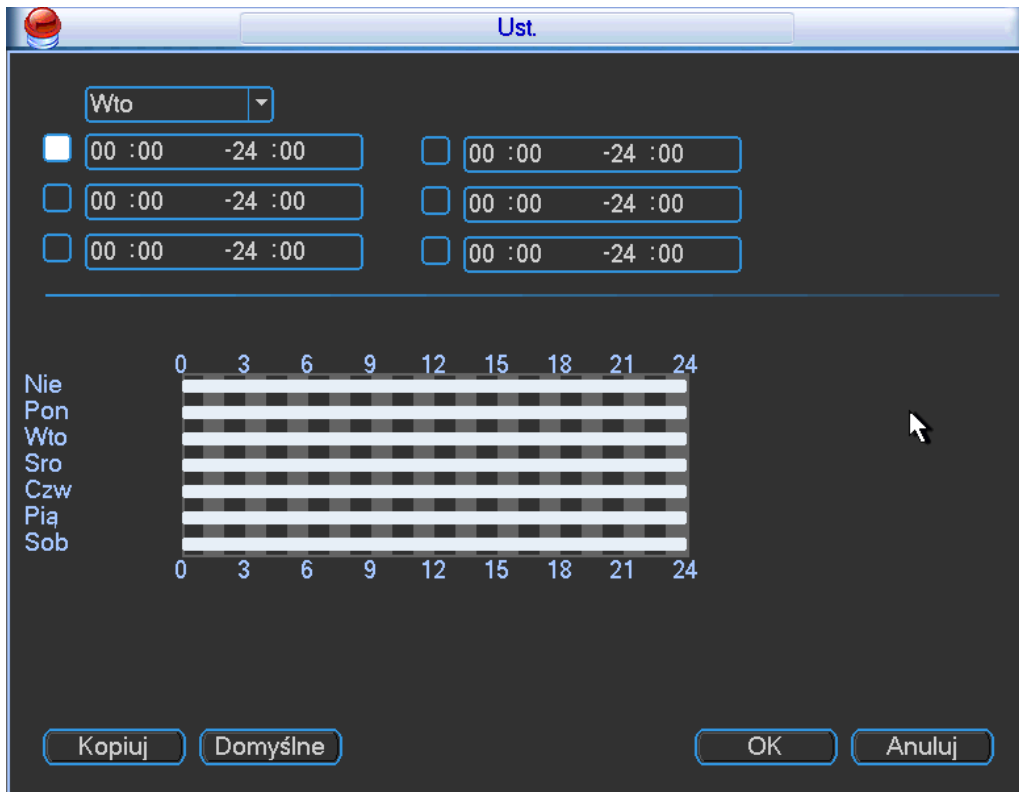 Ust.
Wto
00 :00 -24 :00 00 :00 -24 :00
00 :00 -24 :00 00 :00 -24 :00
00 :00 -24 :00 00 :00 -24 :00
0 3 6 9 12 15 18 21 24
Nie
Pon
Wto
Sro
Czw
Pią
Sob
0 3 6 9 12 15 18 21 24
Kopiuj Domyślne OK Anuluj